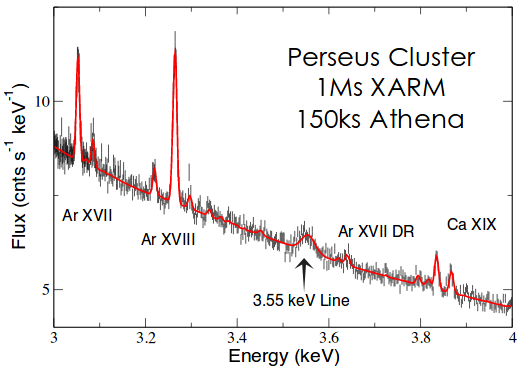 Perseus Cluster
1Ms XARM
150ks Athena
10
5
Flux (cnts s⁻¹ keV⁻¹)
Ar XVII
Ar XVIII
Ar XVII DR
Ca XIX
3.55 keV Line
3 3.2 3.4 3.6 3.8 4
Energy (keV)